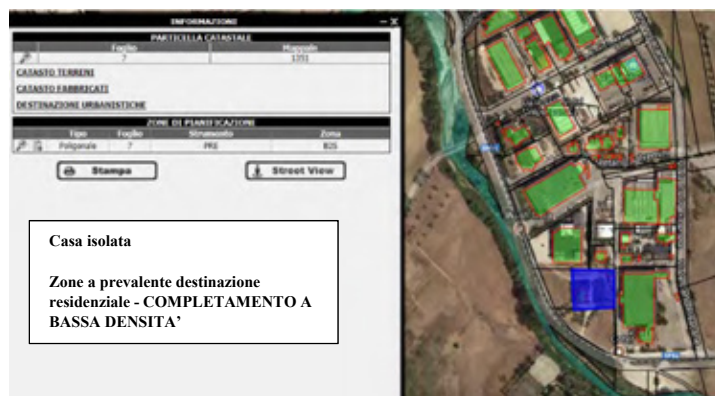 INFORMAZIONI - X
PARTICELLA CATASTALE
Foglio Mappale
7 1351
CATASTO TERRENI
CATASTO FABBRICATI
DESTINAZIONI URBANISTICHE
ZONE DI PIANIFICAZIONE
Tipo Foglio Strumento Zona
Poligonale 7 PRE B2S
Stampa Street View
Casa isolata
Zone a prevalente destinazione
residenziale - COMPLETAMENTO A
BASSA DENSITA’